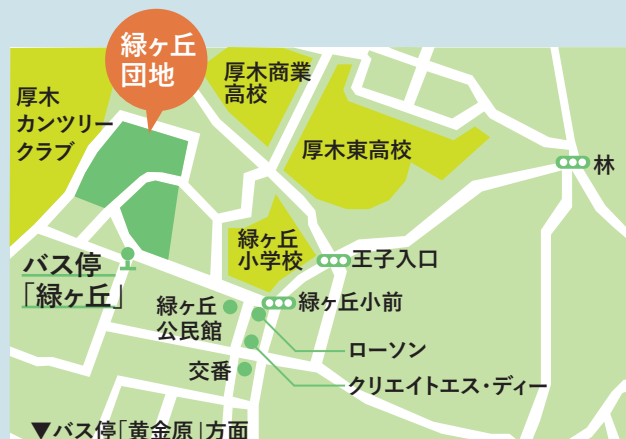 緑ヶ丘
団地
厚木商業
高校
厚木
カンツリー
クラブ
厚木東高校
林
緑ヶ丘
小学校
王子入口
バス停
「緑ヶ丘」
緑ヶ丘小前
緑ヶ丘
公民館
ローソン
交番
クリエイトエス・ディー
▼バス停「黄金原」方面